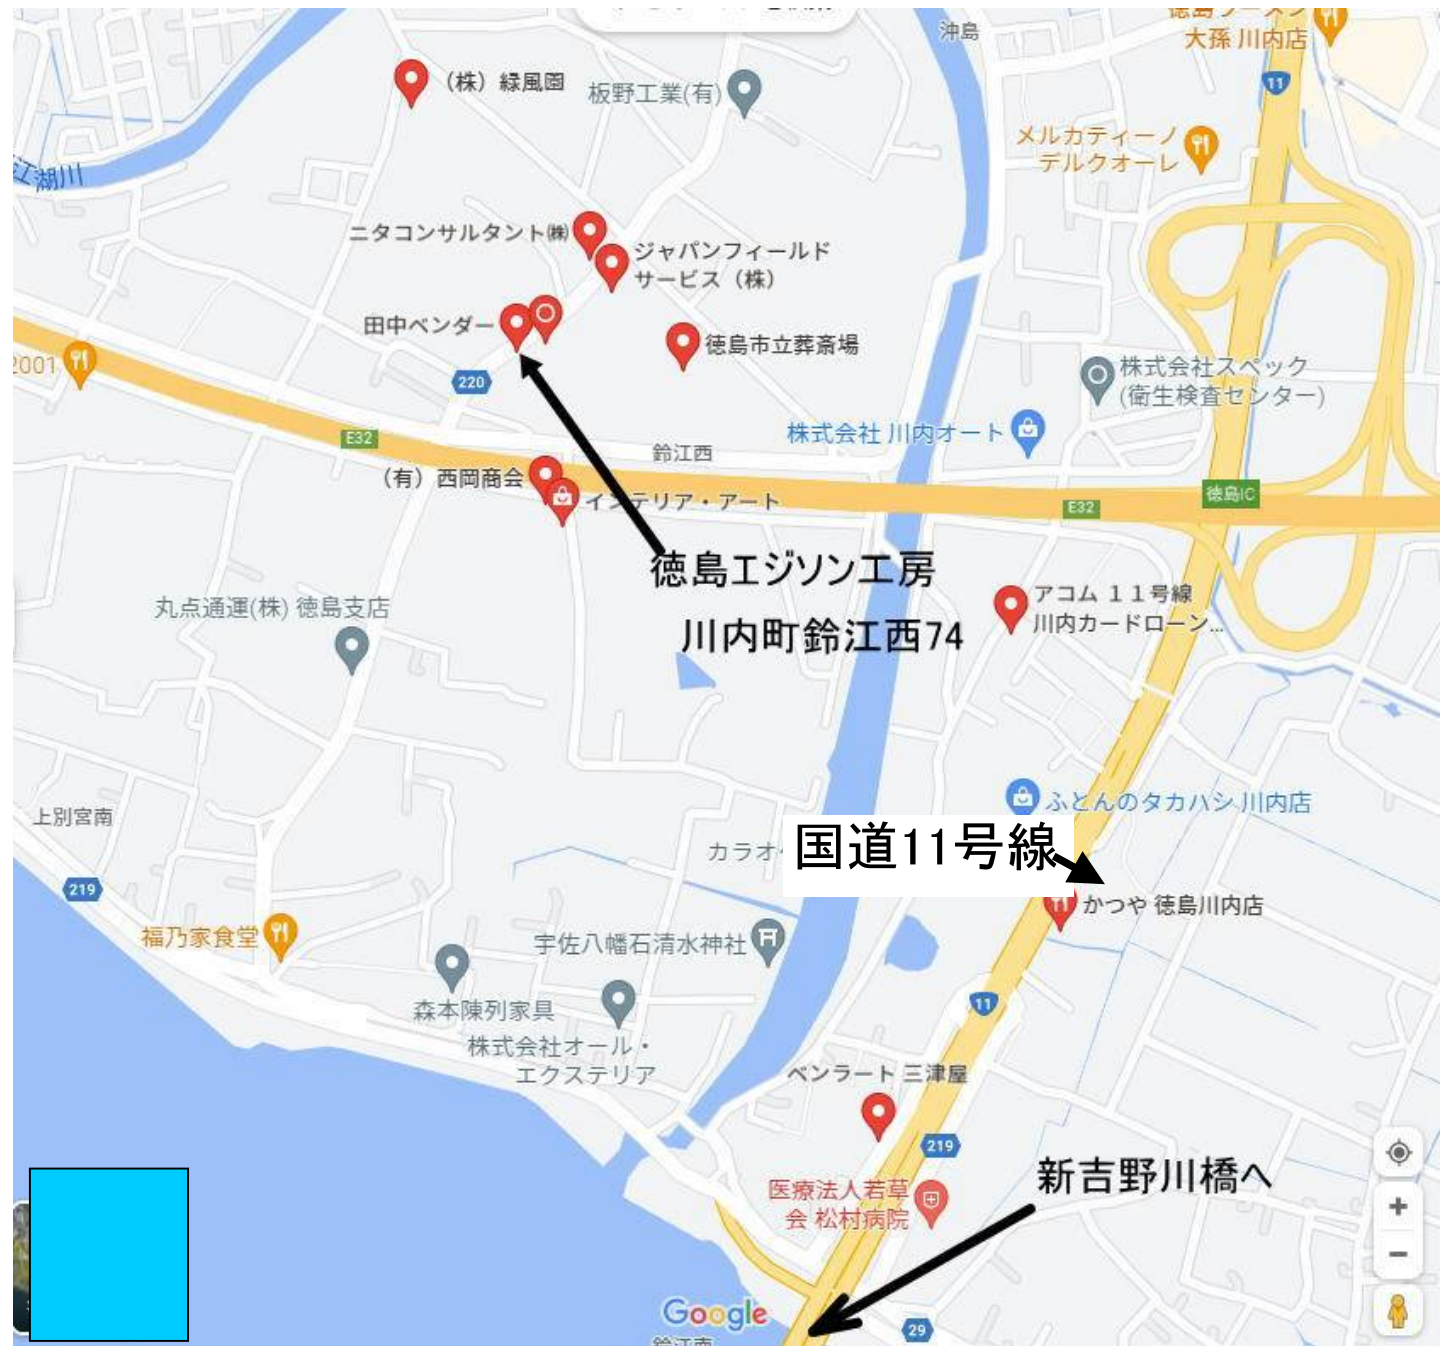 沖島
大孫 川内店
11
(株) 緑風園
板野工業(有)
メルカティーノ
デルクオーレ
江湖川
ニタコンサルタント㈱
ジャパンフィールド
サービス (株)
田中ベンダー
徳島市立葬斎場
2001
220
株式会社スペック
(衛生検査センター)
株式会社 川内オート
E32
鈴江西
(有) 西岡商会
インテリア・アート
E32
徳島IC
徳島エジソン工房
川内町鈴江西74
アコム 11号線
川内カードローン...
丸点通運(株) 徳島支店
上別宮南
ふとんのタカハシ 川内店
カラオ
国道11号線
219
かつや 徳島川内店
福乃家食堂
宇佐八幡石清水神社
森本陳列家具
11
株式会社オール・
エクステリア
ベンラート 三津屋
219
新吉野川橋へ
医療法人若草
会 松村病院
Google
29